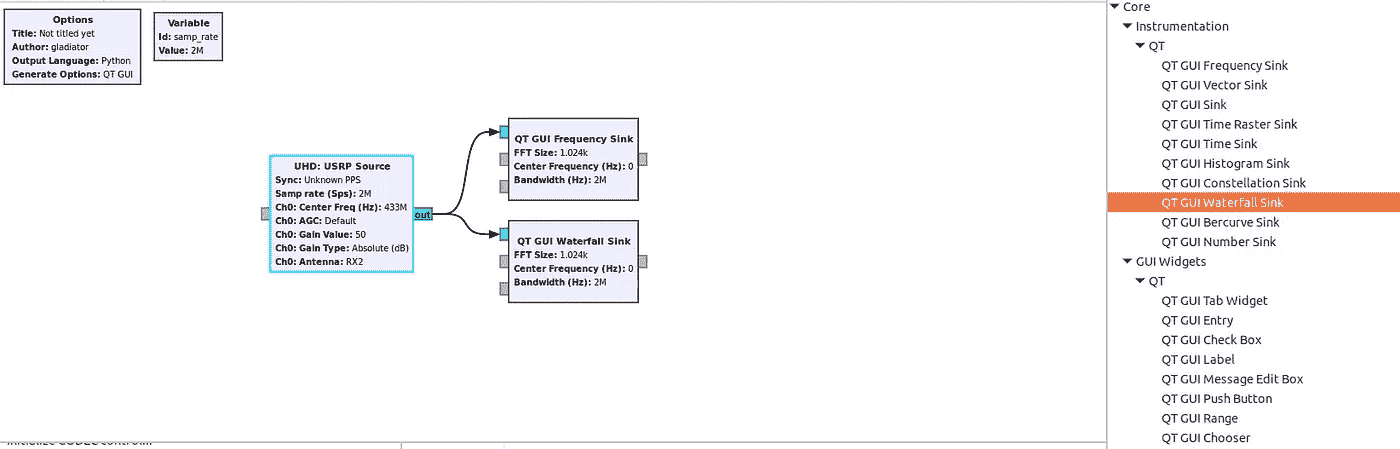 Options
Title: Not titled yet
Author: gladiator
Output Language: Python
Generate Options: QT GUI
Variable
Id: samp_rate
Value: 2M
UHD: USRP Source
Sync: Unknown PPS
Samp rate (Sps): 2M
Ch0: Center Freq (Hz): 433M
Ch0: AGC: Default
Ch0: Gain Value: 50
Ch0: Gain Type: Absolute (dB)
Ch0: Antenna: RX2
out
QT GUI Frequency Sink
FFT Size: 1.024k
Center Frequency (Hz): 0
Bandwidth (Hz): 2M
QT GUI Waterfall Sink
FFT Size: 1.024k
Center Frequency (Hz): 0
Bandwidth (Hz): 2M
Core
Instrumentation
QT
QT GUI Frequency Sink
QT GUI Vector Sink
QT GUI Sink
QT GUI Time Raster Sink
QT GUI Time Sink
QT GUI Histogram Sink
QT GUI Constellation Sink
QT GUI Waterfall Sink
QT GUI Bercurve Sink
QT GUI Number Sink
GUI Widgets
QT
QT GUI Tab Widget
QT GUI Entry
QT GUI Check Box
QT GUI Label
QT GUI Message Edit Box
QT GUI Push Button
QT GUI Range
QT GUI Chooser